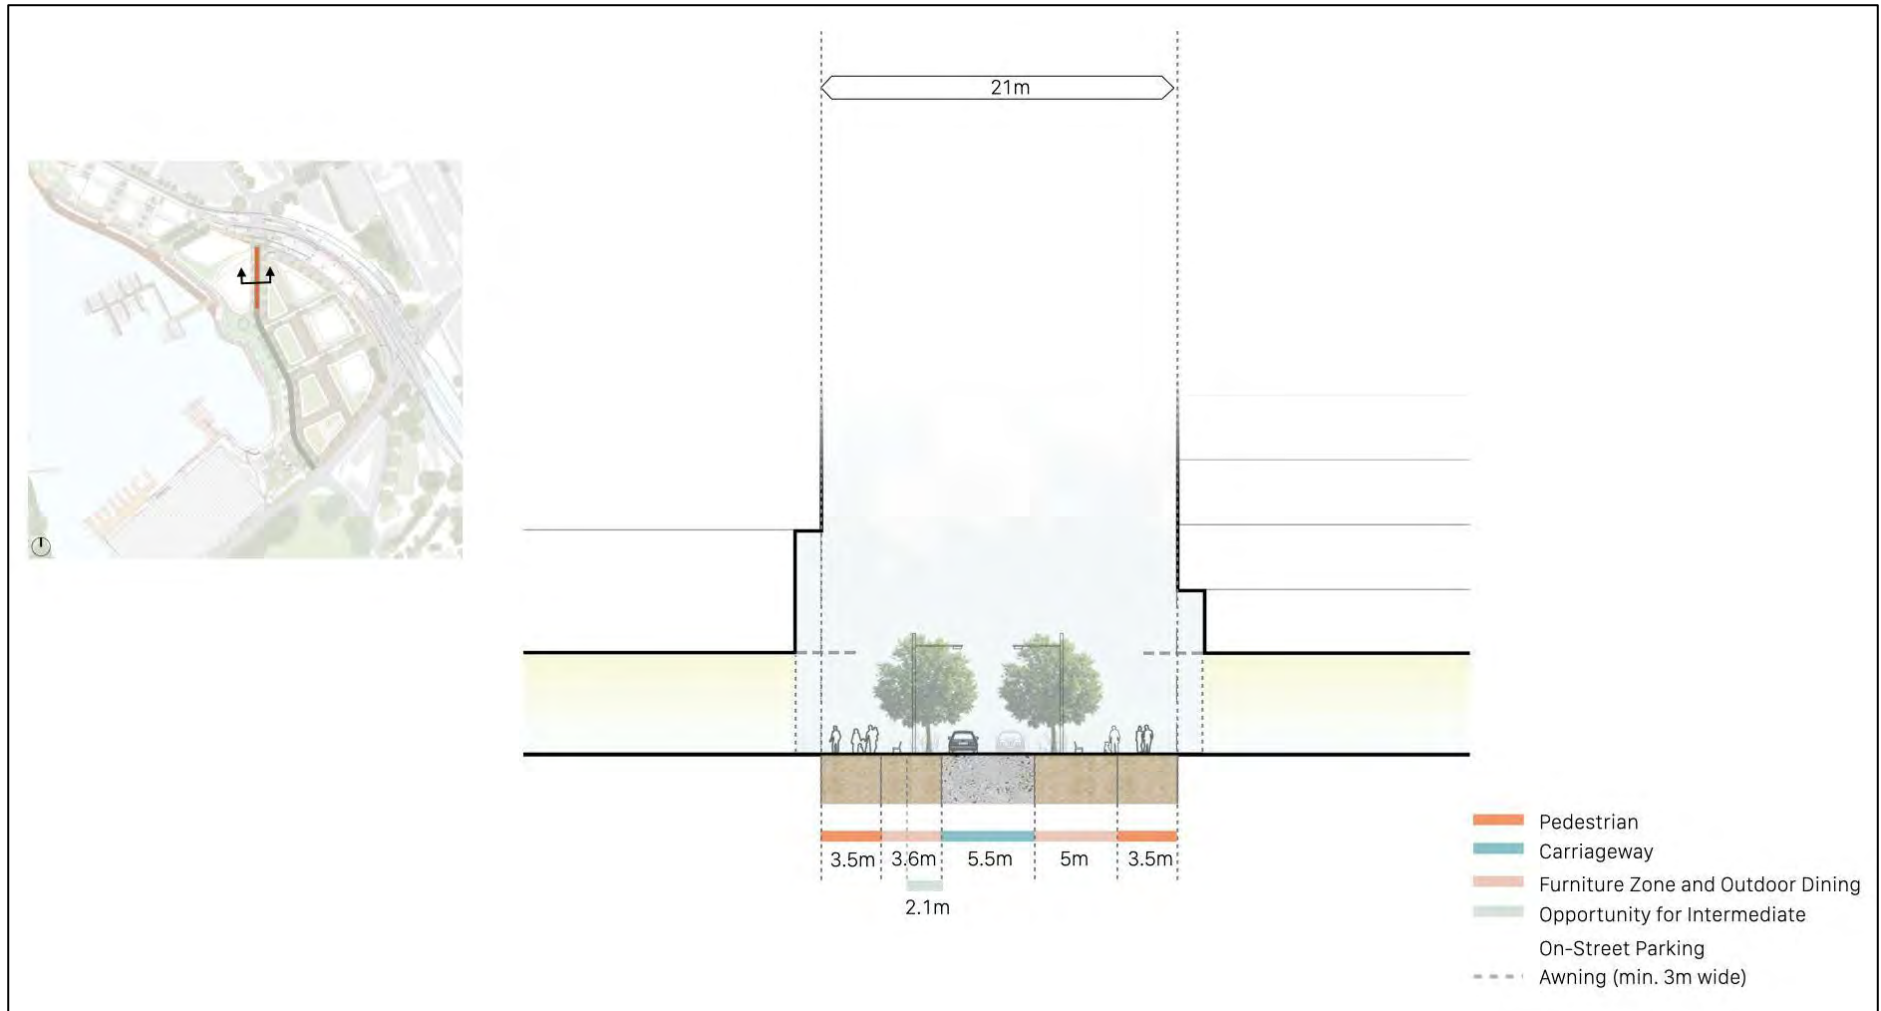 21m
3.5m 3.6m 5.5m 5m 3.5m
2.1m
Pedestrian
Carriageway
Furniture Zone and Outdoor Dining
Opportunity for Intermediate
On-Street Parking
Awning (min. 3m wide)